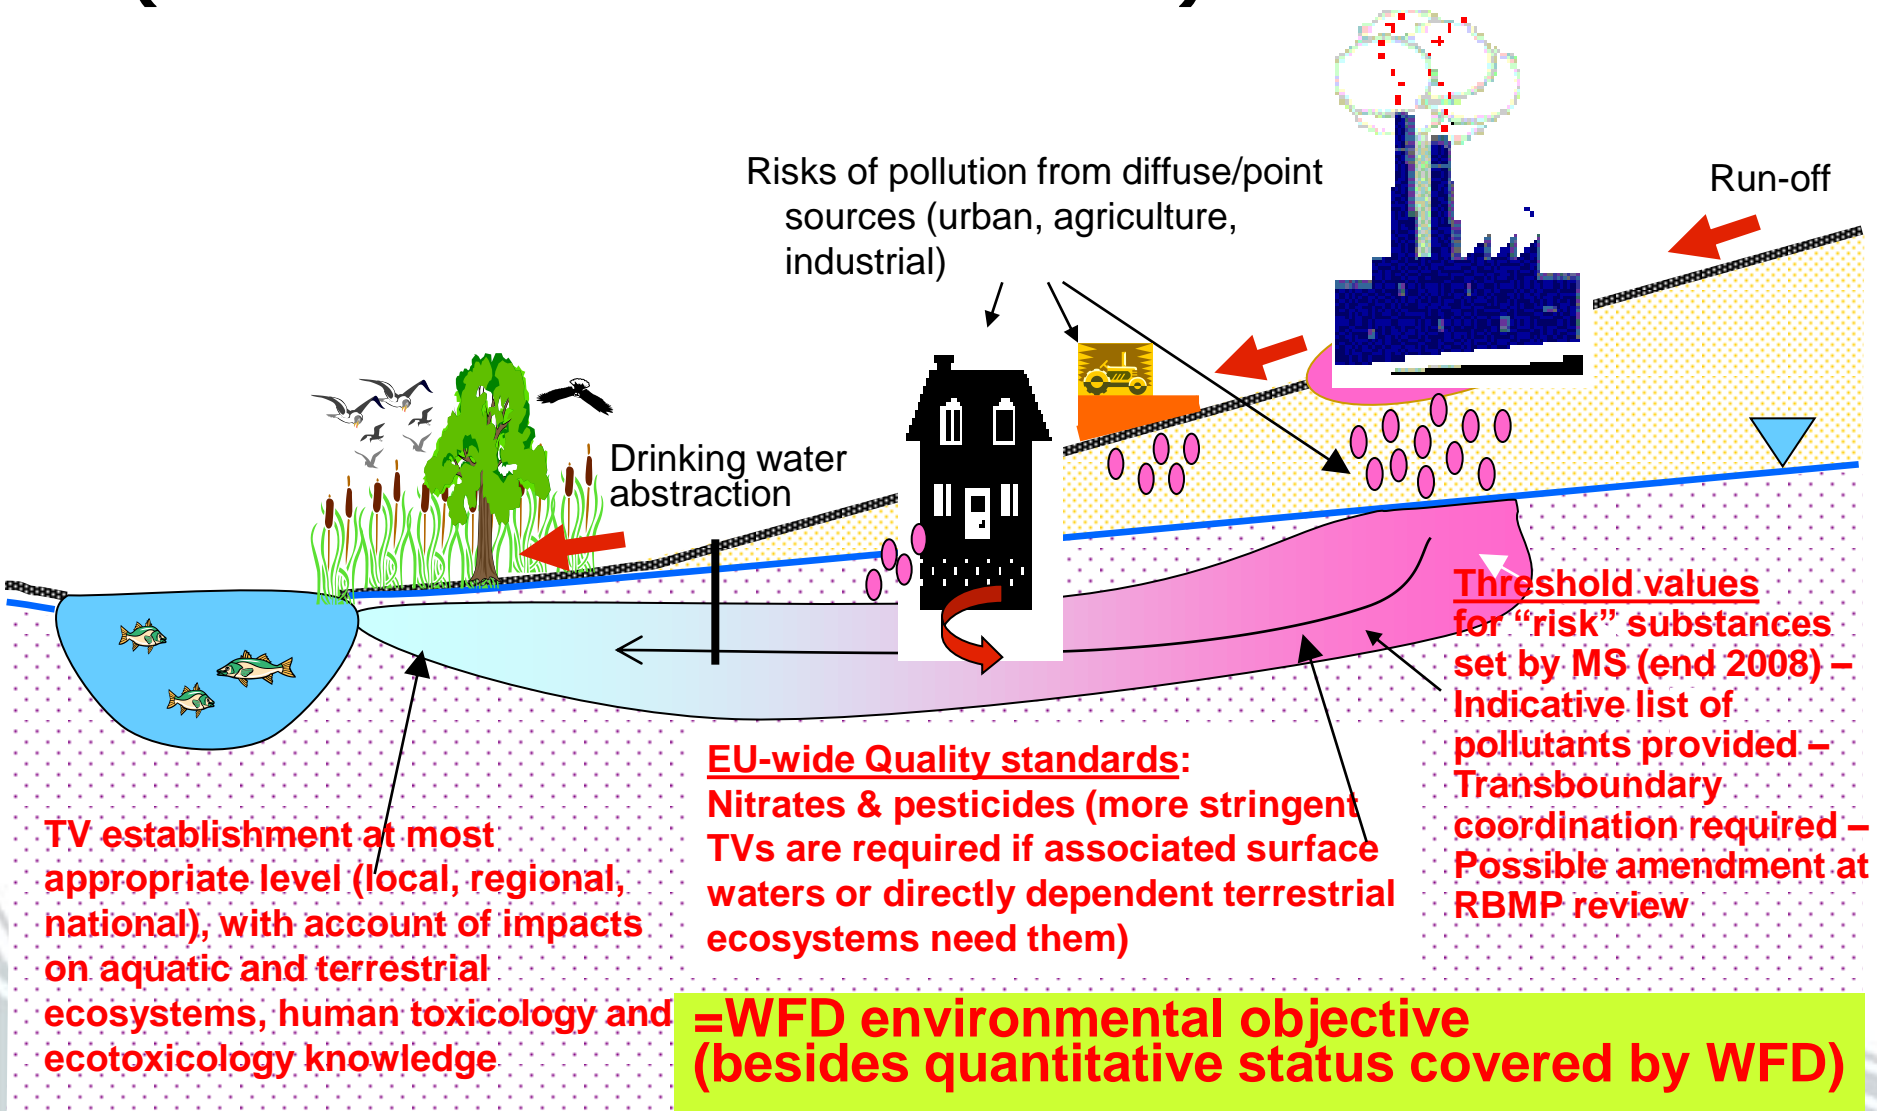 Risks of pollution from diffuse/point
sources (urban, agriculture,
industrial)
Run-off
Drinking water
abstraction
Threshold values
for “risk” substances
set by MS (end 2008) –
Indicative list of
pollutants provided –
Transboundary
coordination required –
Possible amendment at
RBMP review
EU-wide Quality standards:
Nitrates & pesticides (more stringent
TVs are required if associated surface
waters or directly dependent terrestrial
ecosystems need them)
TV establishment at most
appropriate level (local, regional,
national), with account of impacts
on aquatic and terrestrial
ecosystems, human toxicology and
ecotoxicology knowledge
=WFD environmental objective
(besides quantitative status covered by WFD)